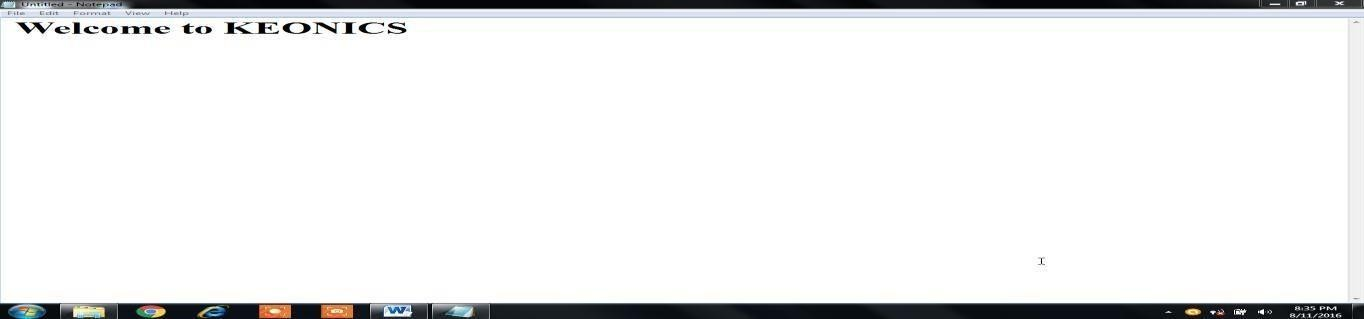 Untitled - Notepad
File Edit Format View Help
Welcome to KEONICS
8:35 PM
8/11/2016